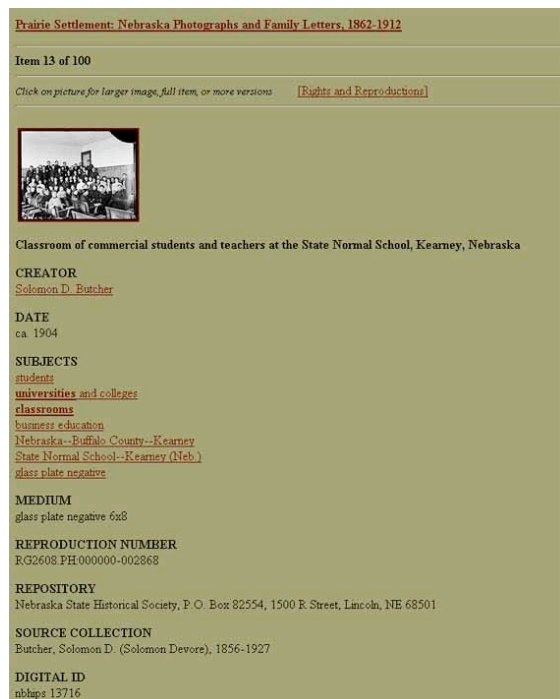 Prairie Settlement: Nebraska Photographs and Family Letters, 1862-1912
Item 13 of 100
Click on picture for larger image, full item, or more versions [Rights and Reproductions]
Classroom of commercial students and teachers at the State Normal School, Kearney, Nebraska
CREATOR
Solomon D. Butcher
DATE
ca. 1904
SUBJECTS
students
universities and colleges
classrooms
business education
Nebraska--Buffalo County--Kearney
State Normal School--Kearney (Neb.)
glass plate negative
MEDIUM
glass plate negative 6x8
REPRODUCTION NUMBER
RG2608.PH:000000-002868
REPOSITORY
Nebraska State Historical Society, P.O. Box 82554, 1500 R Street, Lincoln, NE 68501
SOURCE COLLECTION
Butcher, Solomon D. (Solomon Devore), 1856-1927
DIGITAL ID
nbhips 13716